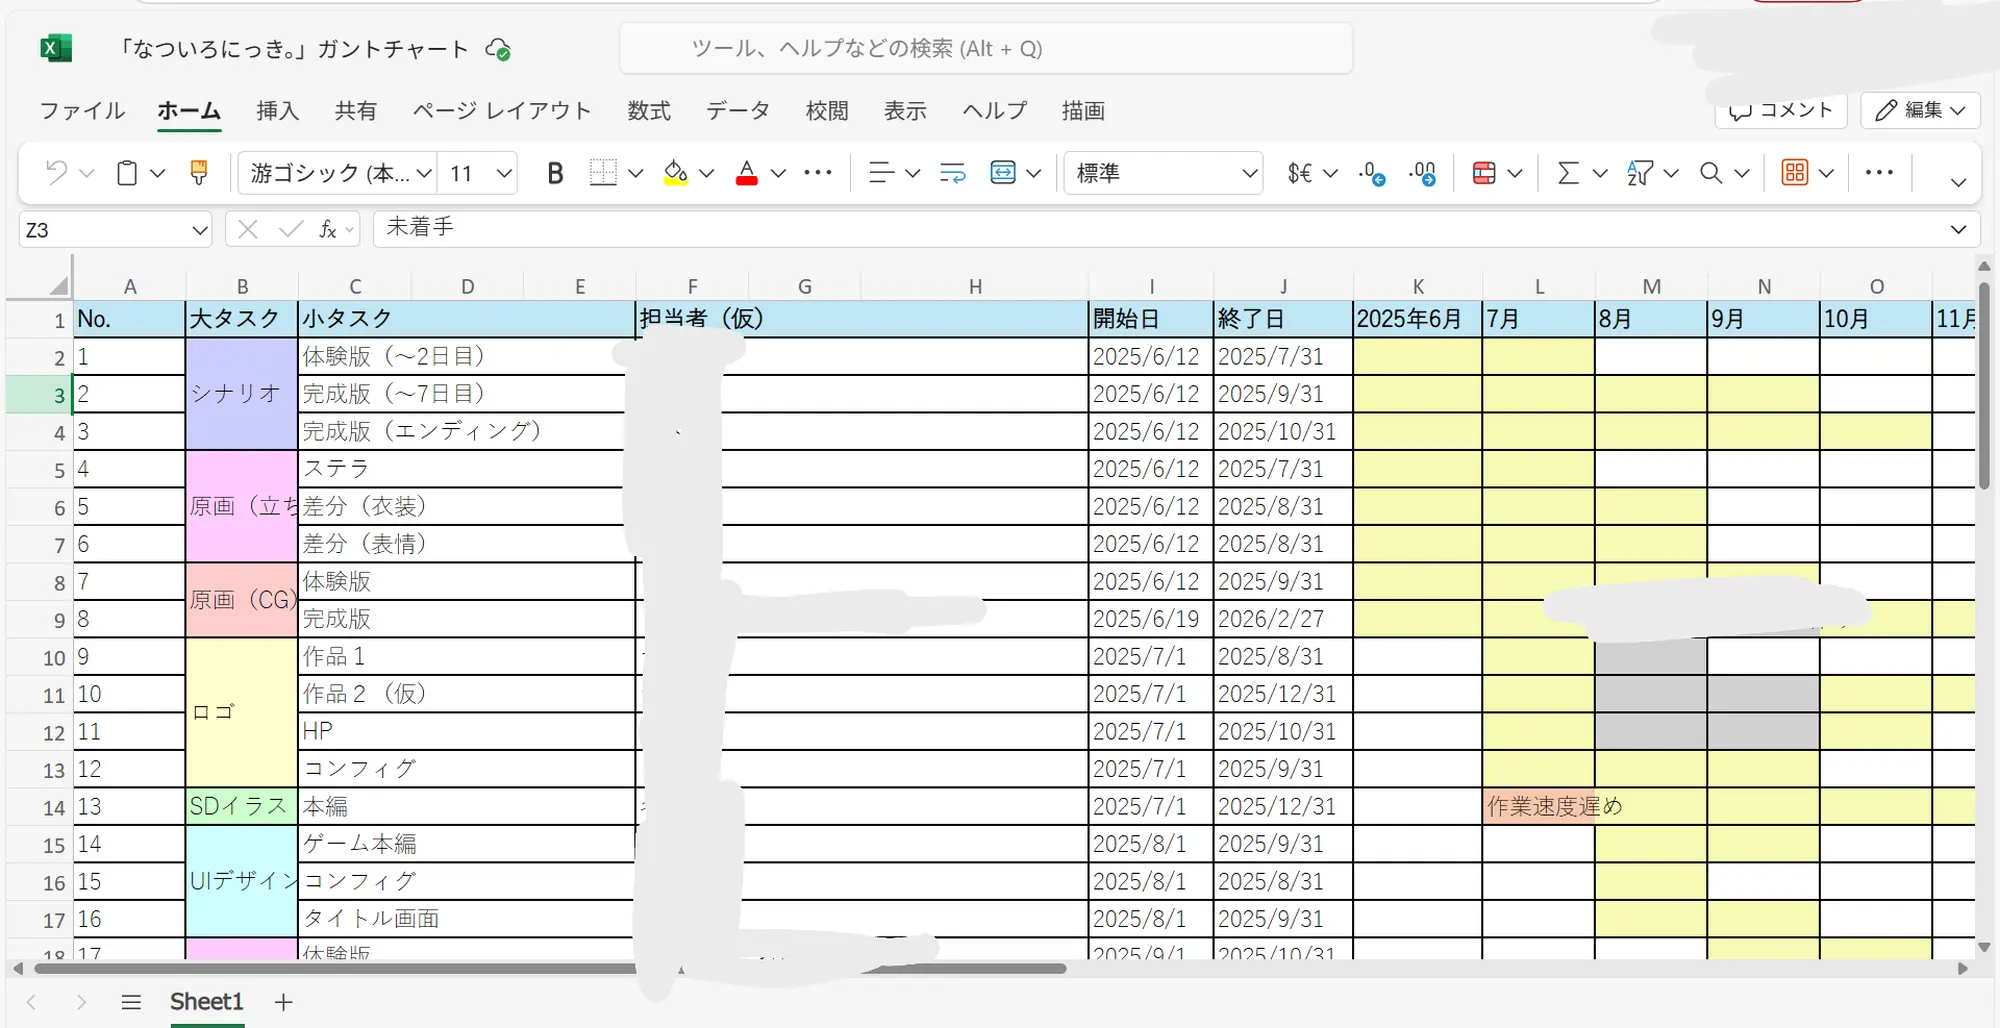 「なついろにっき。」ガントチャート
ツール、ヘルプなどの検索 (Alt + Q)
ファイル ホーム 挿入 共有 ページ レイアウト 数式 データ 校閲 表示 ヘルプ 描画 コメント 編集
游ゴシック (本... 11 B A 標準 $€ .0 .00
Z3 fx 未着手
A B C D E F G H I J K L M N O
1 No. 大タスク 小タスク 担当者（仮） 開始日 終了日 2025年6月 7月 8月 9月 10月 11月
2 1 体験版（～2日目） 2025/6/12 2025/7/31
3 2 シナリオ 完成版（～7日目） 2025/6/12 2025/9/31
4 3 完成版（エンディング） 2025/6/12 2025/10/31
5 4 ステラ 2025/6/12 2025/7/31
6 5 原画（立ち 差分（衣装） 2025/6/12 2025/8/31
7 6 差分（表情） 2025/6/12 2025/8/31
8 7 原画（CG） 体験版 2025/6/12 2025/9/31
9 8 完成版 2025/6/19 2026/2/27
10 9 作品１ 2025/7/1 2025/8/31
11 10 ロゴ 作品２（仮） 2025/7/1 2025/12/31
12 11 HP 2025/7/1 2025/10/31
13 12 コンフィグ 2025/7/1 2025/9/31
14 13 SDイラス 本編 2025/7/1 2025/12/31 作業速度遅め
15 14 ゲーム本編 2025/8/1 2025/9/31
16 15 UIデザイン コンフィグ 2025/8/1 2025/8/31
17 16 タイトル画面 2025/8/1 2025/9/31
18 17 体験版 2025/9/1 2025/10/31
Sheet1